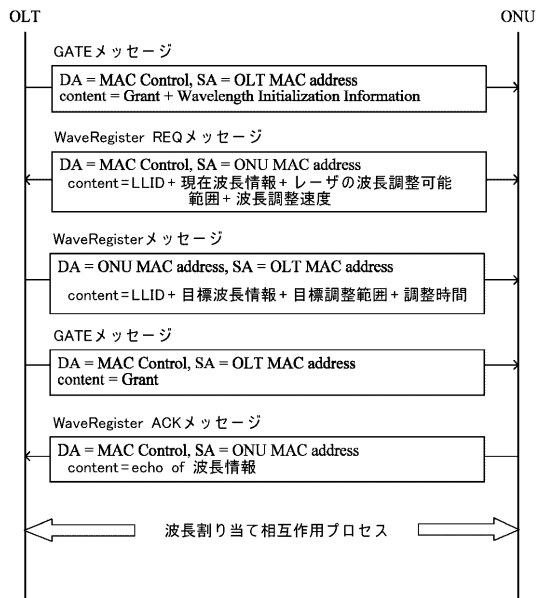 OLT
ONU
GATEメッセージ
DA = MAC Control, SA = OLT MAC address
content = Grant + Wavelength Initialization Information
WaveRegister REQメッセージ
DA = MAC Control, SA = ONU MAC address
content=LLID+現在波長情報+レーザの波長調整可能
範囲+波長調整速度
WaveRegisterメッセージ
DA = ONU MAC address, SA = OLT MAC address
content=LLID+目標波長情報+目標調整範囲+調整時間
GATEメッセージ
DA = MAC Control, SA = OLT MAC address
content = Grant
WaveRegister ACKメッセージ
DA = MAC Control, SA = ONU MAC address
content=echo of 波長情報
波長割り当て相互作用プロセス